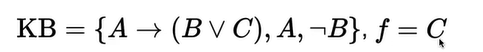 KB = {A → (B ∨ C), A, ¬B}, f = C